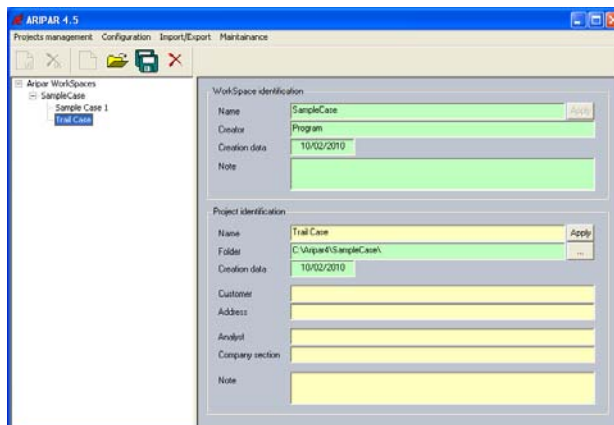 ARIPAR 4.5
Projects management Configuration Import/Export Maintainance
Aripar WorkSpaces
SampleCase
Sample Case 1
Trail Case
WorkSpace identification
Name SampleCase Apply
Creator Program
Creation data 10/02/2010
Note
Project identification
Name Trail Case Apply
Folder C:\Aripar4\SampleCase\ ...
Creation data 10/02/2010
Customer
Address
Analyst
Company section
Note